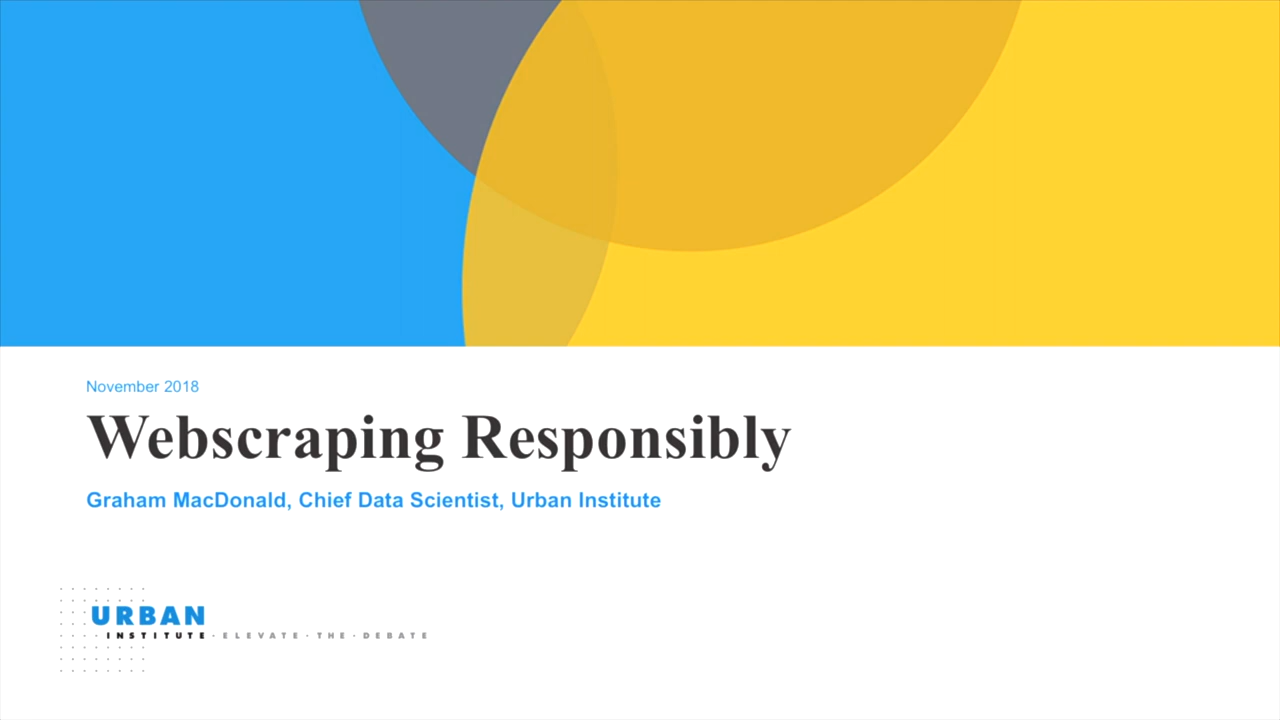 November 2018
Webscraping Responsibly
Graham MacDonald, Chief Data Scientist, Urban Institute
URBAN
INSTITUTE · ELEVATE · THE · DEBATE